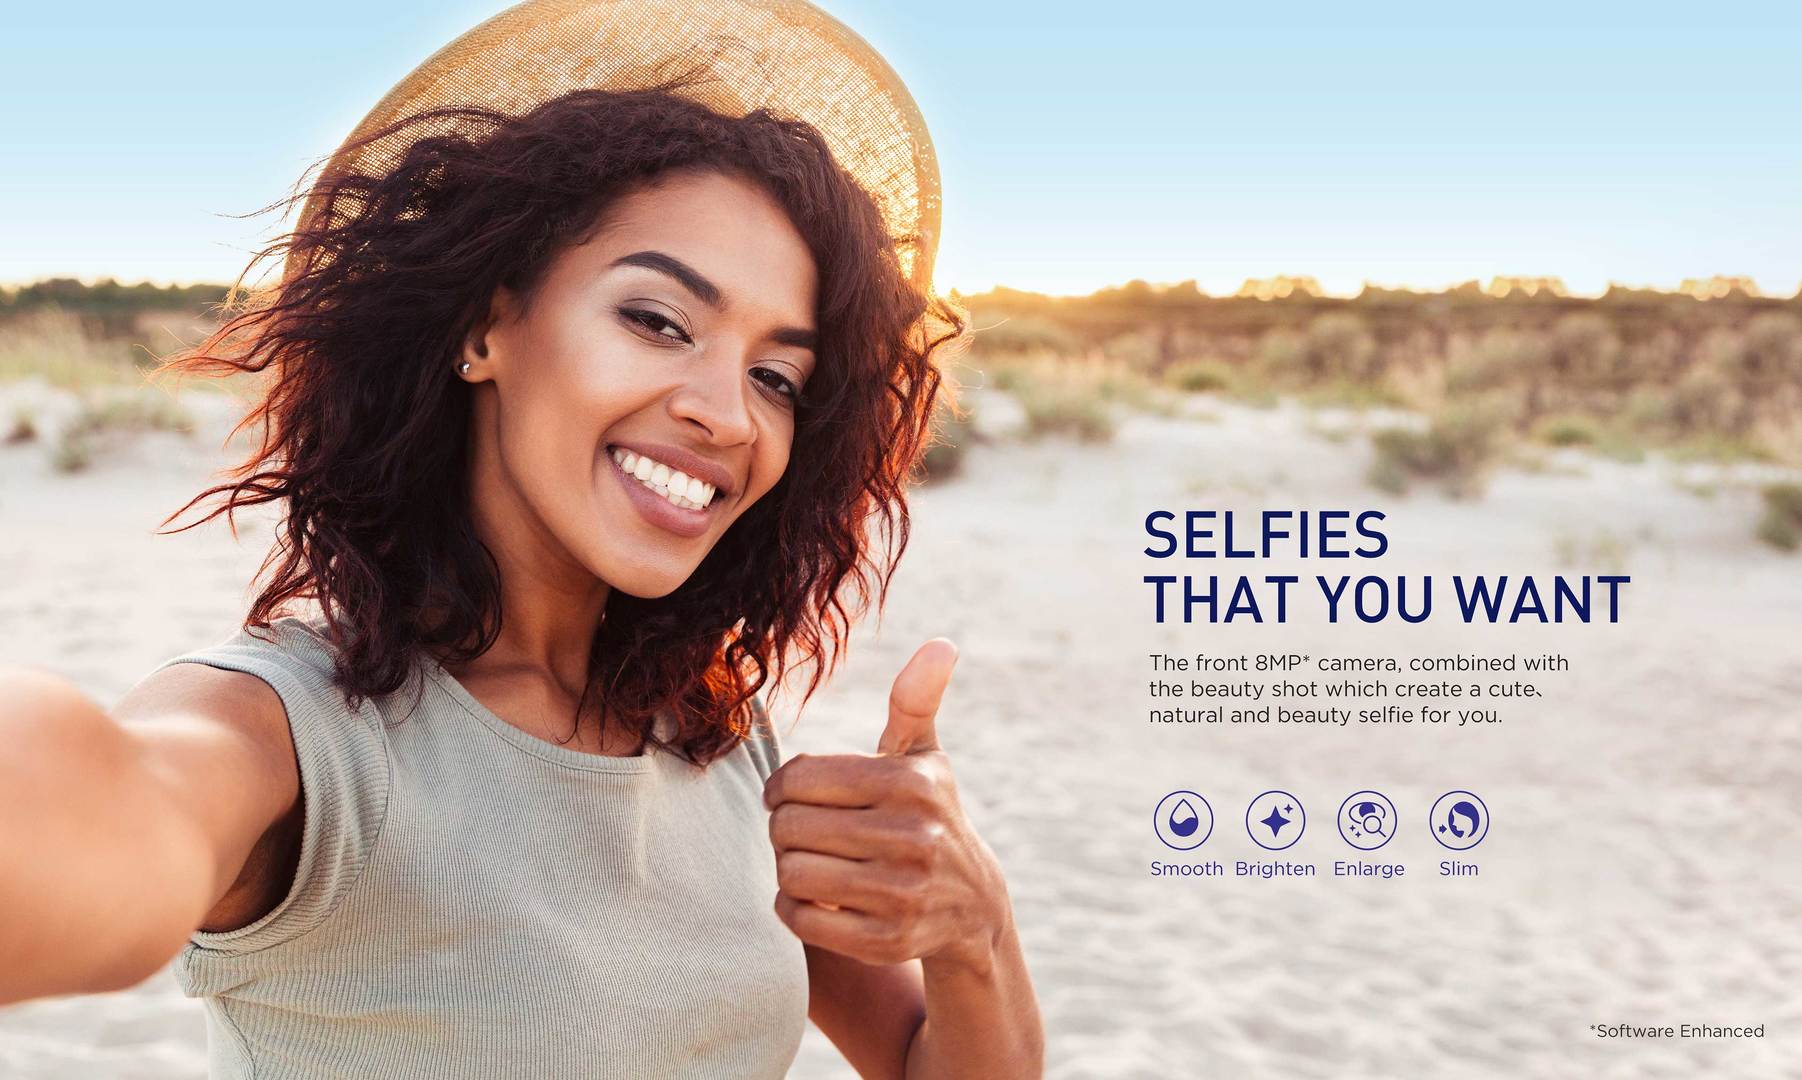 SELFIES
THAT YOU WANT
The front 8MP* camera, combined with
the beauty shot which create a cute、
natural and beauty selfie for you.
Smooth Brighten Enlarge Slim
*Software Enhanced